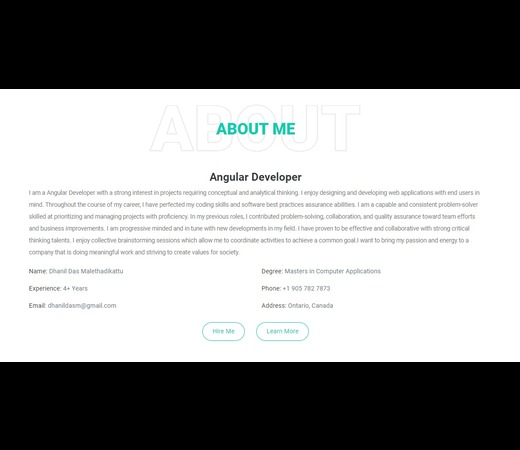 ABOUT
ABOUT ME
Angular Developer
I am a Angular Developer with a strong interest in projects requiring conceptual and analytical thinking. I enjoy designing and developing web applications with end users in
mind. Throughout the course of my career, I have perfected my coding skills and software best practices assurance abilities. I am a capable and consistent problem-solver
skilled at prioritizing and managing projects with proficiency. In my previous roles, I contributed problem-solving, collaboration, and quality assurance toward team efforts
and business improvements. I am progressive minded and in tune with new developments in my field. I have proven to be effective and collaborative with strong critical
thinking talents. I enjoy collective brainstorming sessions which allow me to coordinate activities to achieve a common goal.I want to bring my passion and energy to a
company that is doing meaningful work and striving to create values for society.
Name: Dhanil Das Malethadikattu
Degree: Masters in Computer Applications
Experience: 4+ Years
Phone: +1 905 782 7873
Email: dhanildasm@gmail.com
Address: Ontario, Canada
Hire Me
Learn More